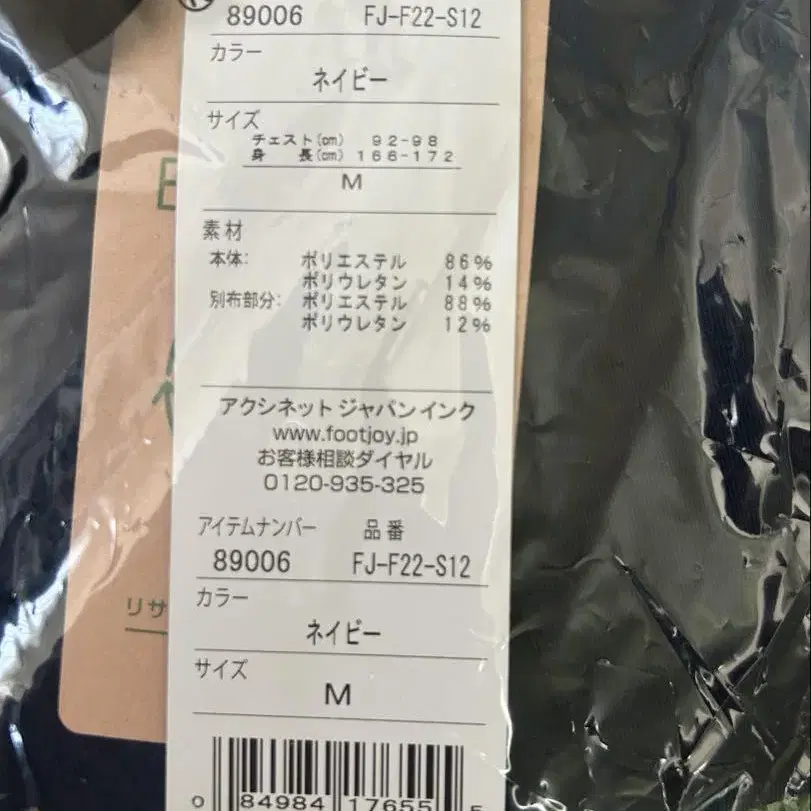 89006 FJ-F22-S12
カラー
ネイビー
サイズ
チェスト(cm) 92-98
身 長(cm) 166-172
M
素材
本体: ポリエステル 86%
ポリウレタン 14%
別布部分: ポリエステル 88%
ポリウレタン 12%
アクシネット ジャパン インク
www.footjoy.jp
お客様相談ダイヤル
0120-935-325
アイテムナンバー 品番
89006 FJ-F22-S12
カラー
ネイビー
サイズ
M
リサ
0 84984 17655